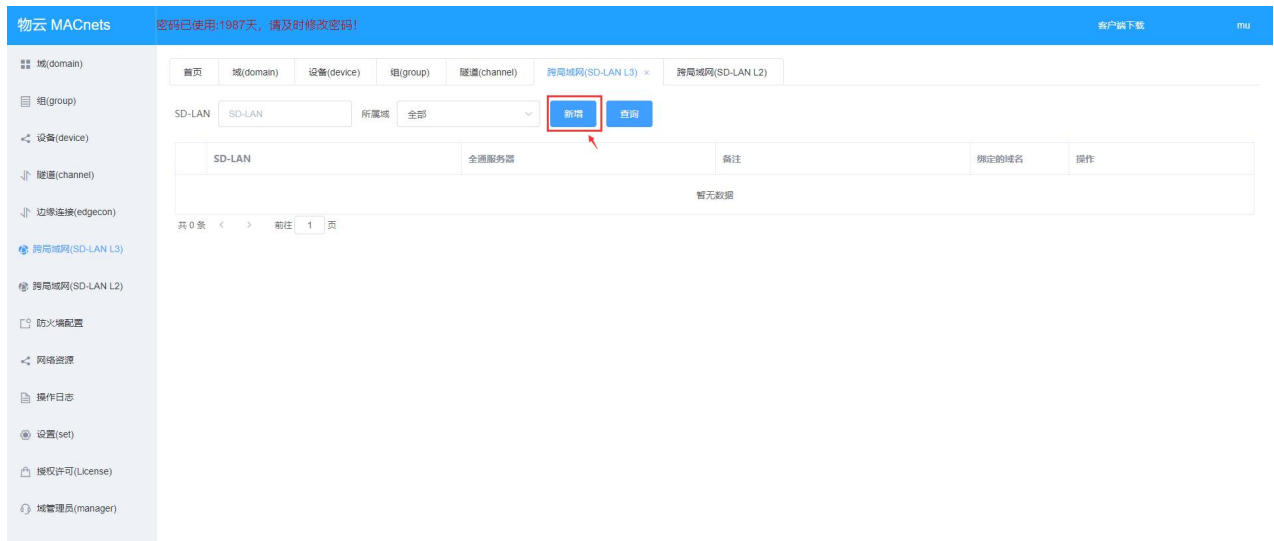 物云 MACnets
密码已使用:1987天，请及时修改密码!
客户端下载
mu
域(domain)
组(group)
设备(device)
隧道(channel)
边缘连接(edgecon)
跨局域网(SD-LAN L3)
跨局域网(SD-LAN L2)
防火墙配置
网络资源
操作日志
设置(set)
授权许可(License)
域管理员(manager)
首页 域(domain) 设备(device) 组(group) 隧道(channel) 跨局域网(SD-LAN L3) × 跨局域网(SD-LAN L2)
SD-LAN SD-LAN 所属域 全部 新增 查询
SD-LAN 全通服务器 备注 绑定的域名 操作
暂无数据
共 0 条 < > 前往 1 页